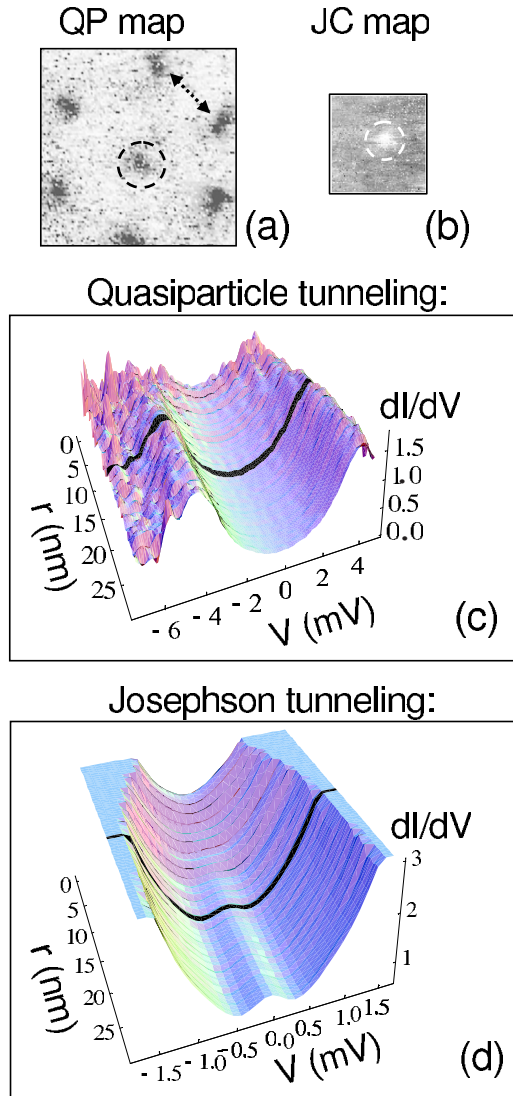 QP map
JC map
(a)
(b)
Quasiparticle tunneling:
dI/dV
1.5
1.0
0.5
0.0
0
5
10
15
20
25
r (nm)
- 6
- 4
- 2
0
2
4
V (mV)
(c)
Josephson tunneling:
dI/dV
3
2
1
0
5
10
15
20
25
r (nm)
- 1.5
- 1.0
-0.5
0.0
0.5
1.0
1.5
V (mV)
(d)